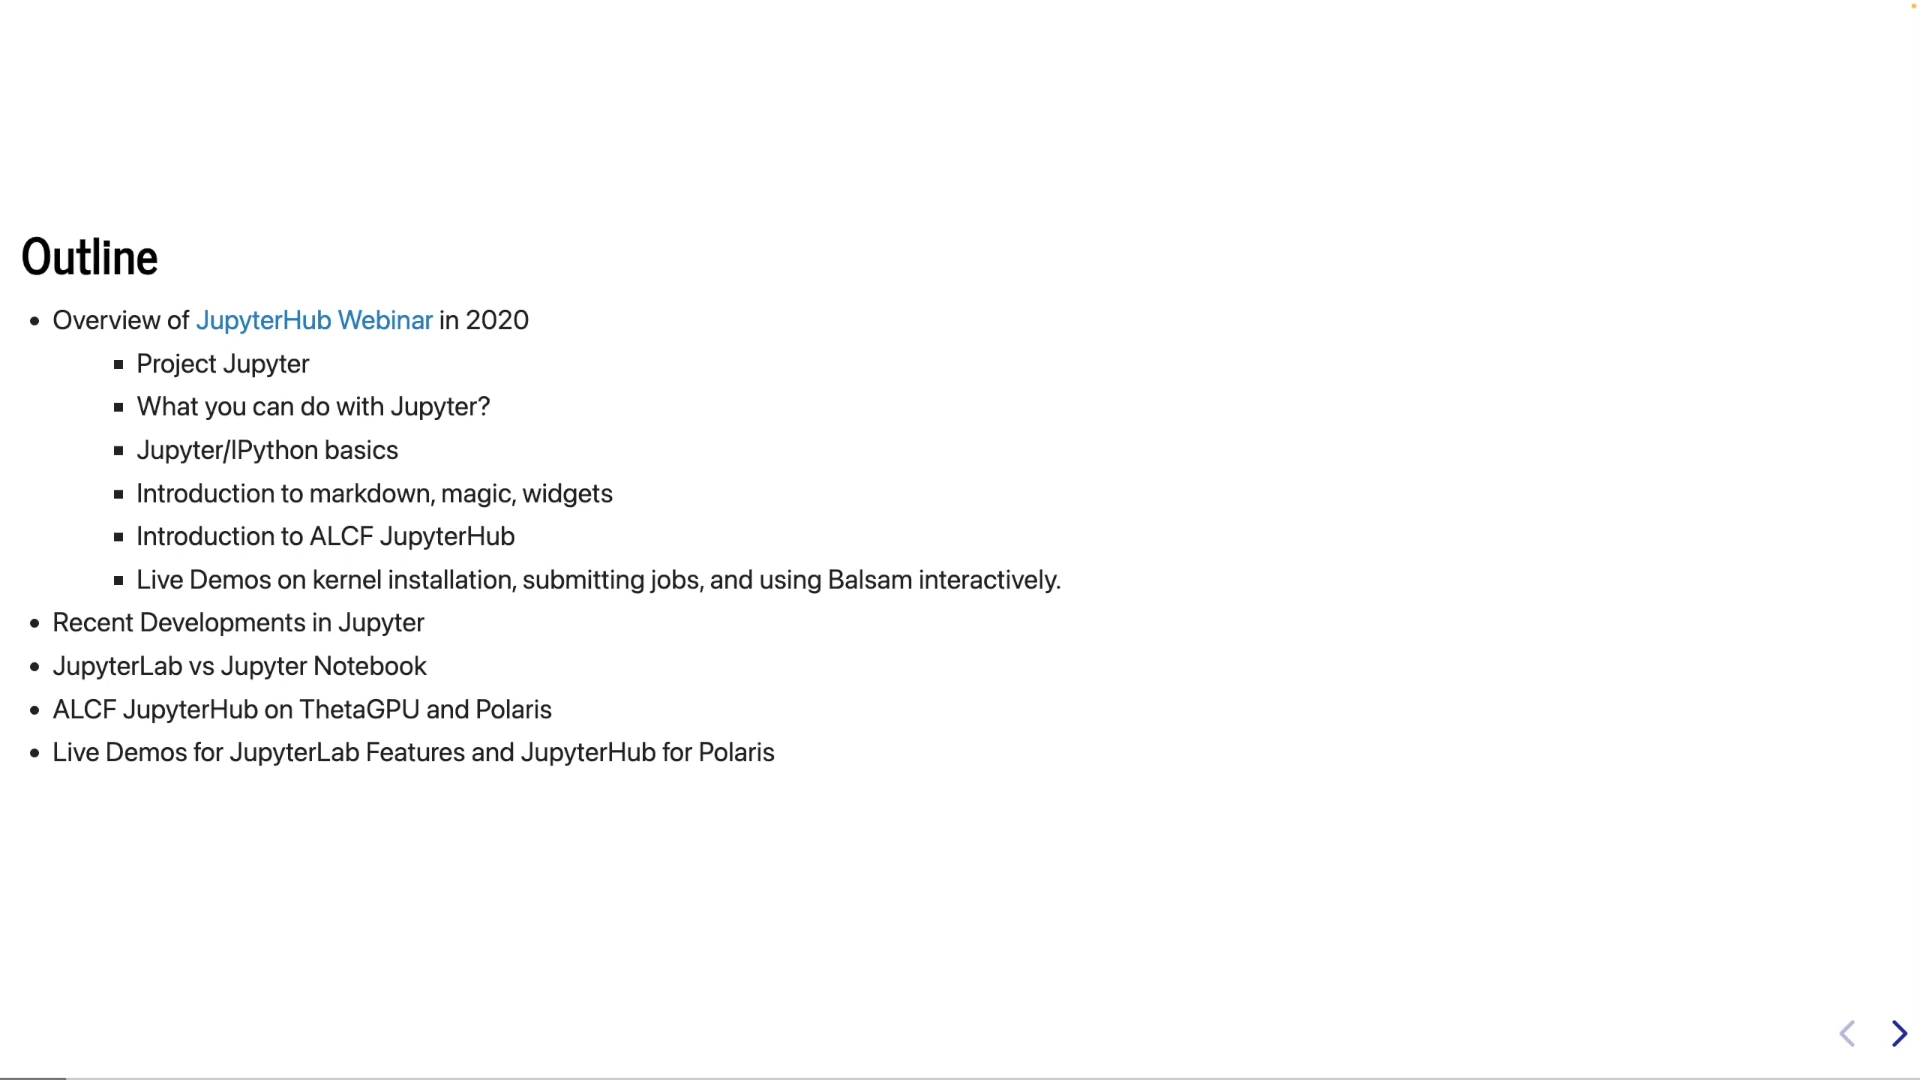 Outline
Overview of JupyterHub Webinar in 2020
Project Jupyter
What you can do with Jupyter?
Jupyter/IPython basics
Introduction to markdown, magic, widgets
Introduction to ALCF JupyterHub
Live Demos on kernel installation, submitting jobs, and using Balsam interactively.
Recent Developments in Jupyter
JupyterLab vs Jupyter Notebook
ALCF JupyterHub on ThetaGPU and Polaris
Live Demos for JupyterLab Features and JupyterHub for Polaris